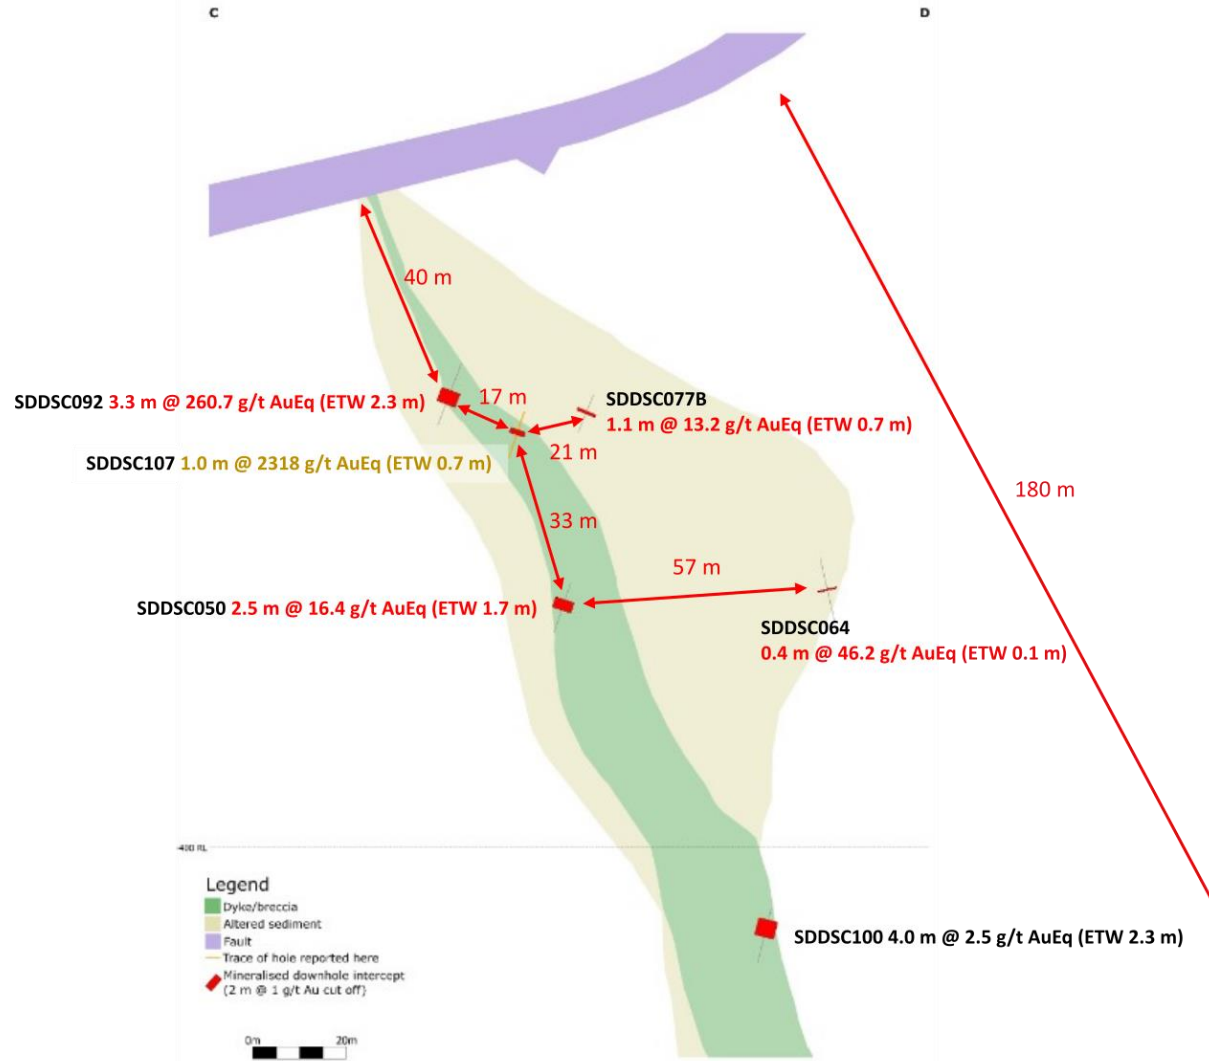 C
D
40 m
17 m
SDDSC092 3.3 m @ 260.7 g/t AuEq (ETW 2.3 m)
SDDSC077B
1.1 m @ 13.2 g/t AuEq (ETW 0.7 m)
21 m
SDDSC107 1.0 m @ 2318 g/t AuEq (ETW 0.7 m)
180 m
33 m
57 m
SDDSC050 2.5 m @ 16.4 g/t AuEq (ETW 1.7 m)
SDDSC064
0.4 m @ 46.2 g/t AuEq (ETW 0.1 m)
-400 RL
Legend
Dyke/breccia
Altered sediment
Fault
Trace of hole reported here
Mineralised downhole intercept
(2 m @ 1 g/t Au cut off)
SDDSC100 4.0 m @ 2.5 g/t AuEq (ETW 2.3 m)
0m 20m